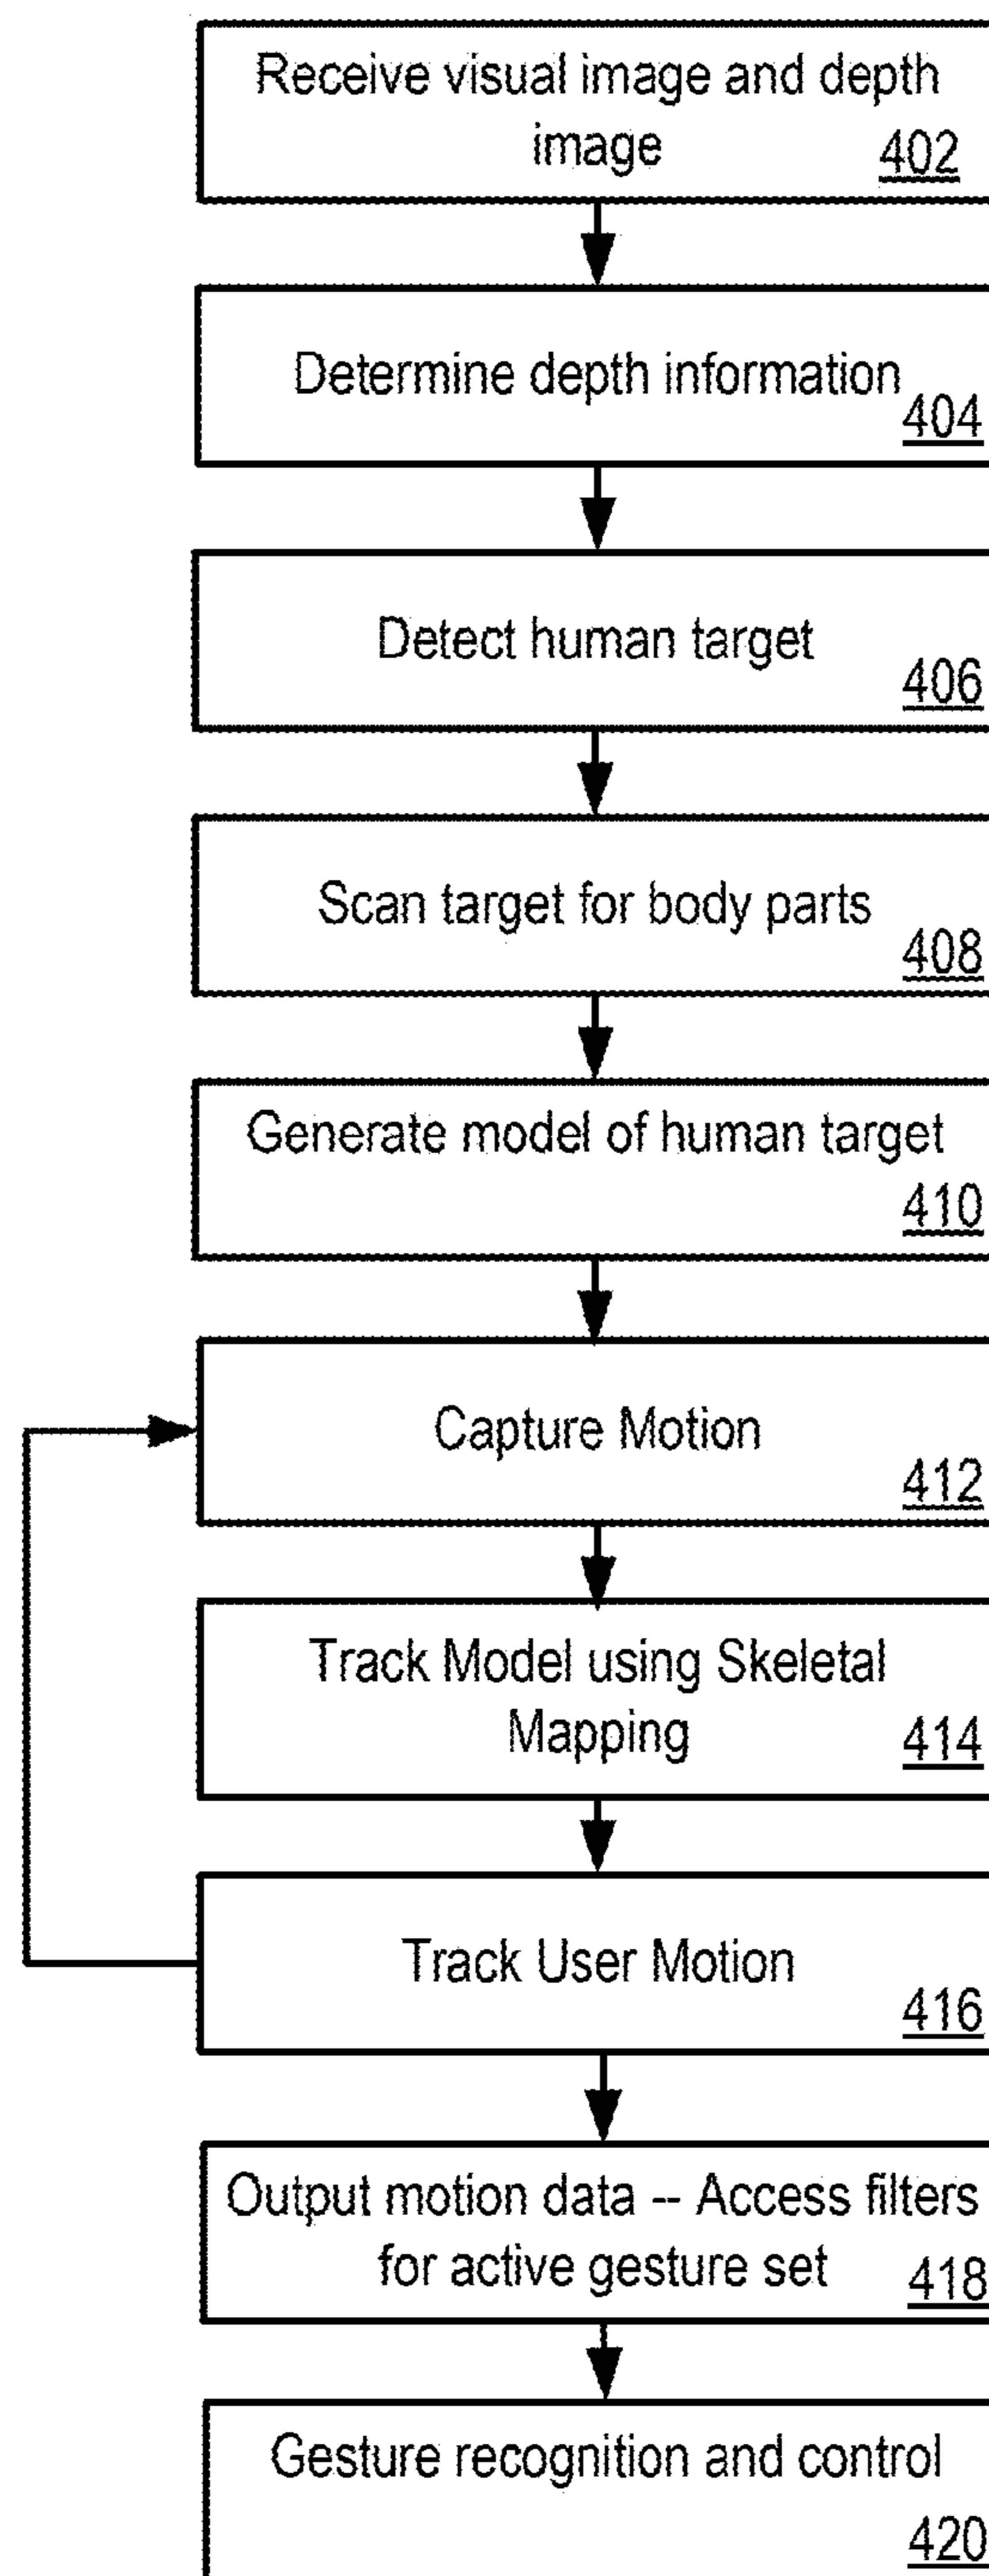 Receive visual image and depth
image 402
Determine depth information
404
Detect human target
406
Scan target for body parts
408
Generate model of human target
410
Capture Motion
412
Track Model using Skeletal
Mapping 414
Track User Motion
416
Output motion data -- Access filters
for active gesture set 418
Gesture recognition and control
420